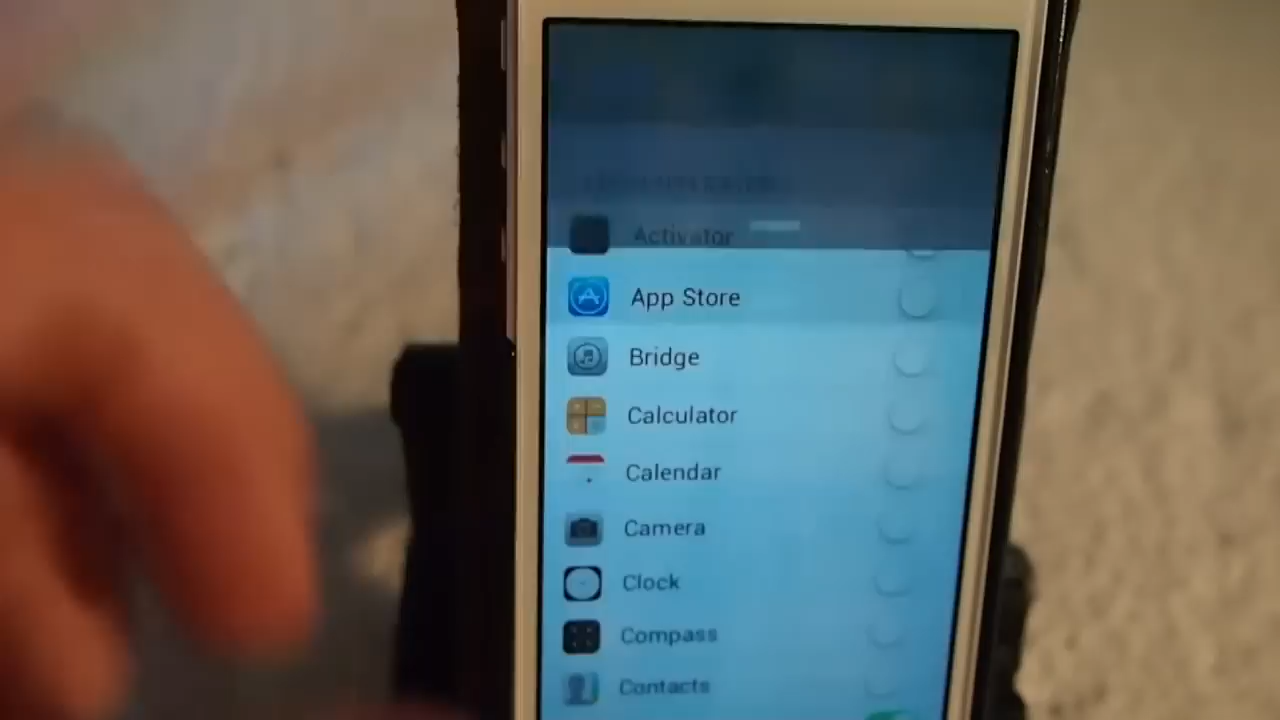 Activator
App Store
Bridge
Calculator
Calendar
Camera
Clock
Compass
Contacts